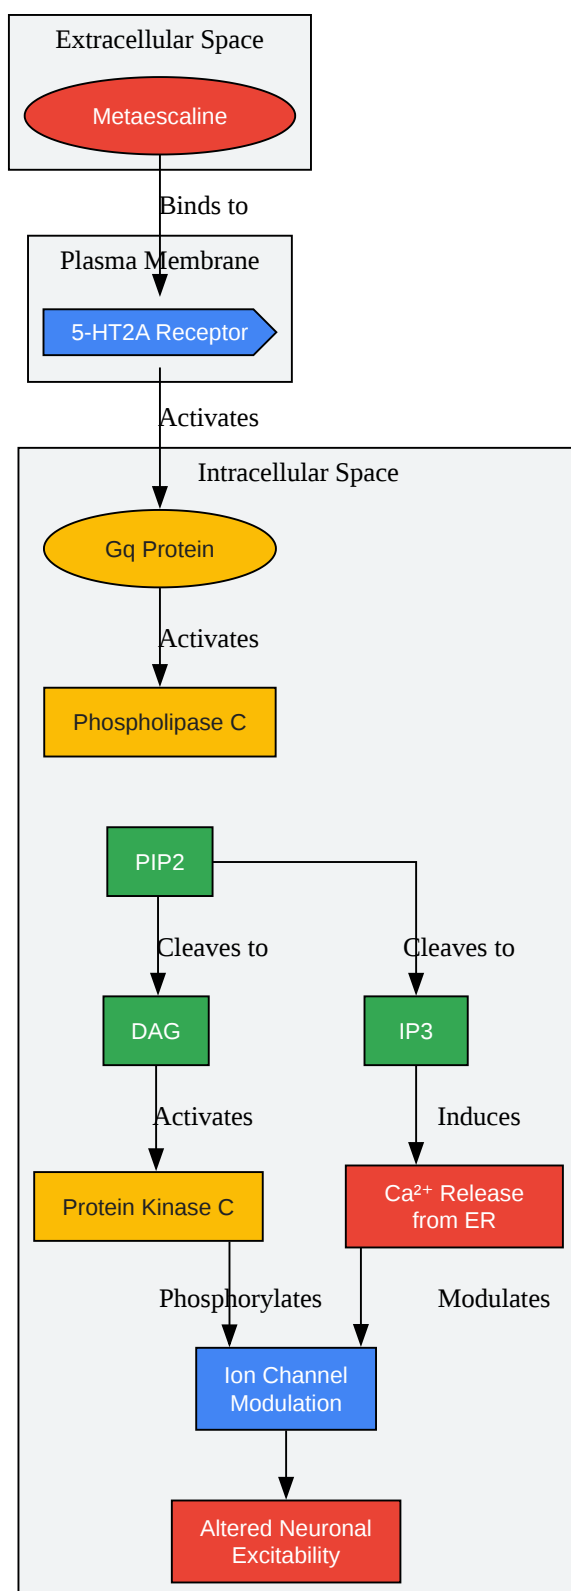 Extracellular Space
Metaescaline
Binds to
Plasma Membrane
5-HT2A Receptor
Activates
Intracellular Space
Gq Protein
Activates
Phospholipase C
PIP2
Cleaves to
Cleaves to
DAG
IP3
Activates
Induces
Protein Kinase C
Ca²⁺ Release
from ER
Phosphorylates
Modulates
Ion Channel
Modulation
Altered Neuronal
Excitability